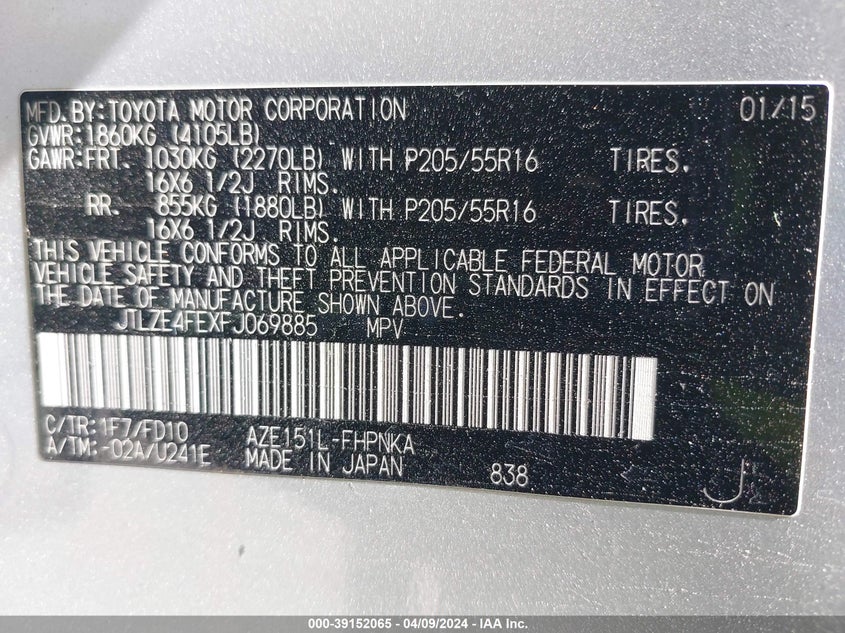 MFD.BY:TOYOTA MOTOR CORPORATION 01/15
GVWR:1860KG (4105LB)
GAWR:FRT. 1030KG (2270LB) WITH P205/55R16 TIRES.
16X6 1/2J RIMS.
RR. 855KG (1880LB) WITH P205/55R16 TIRES.
16X6 1/2J RIMS.
THIS VEHICLE CONFORMS TO ALL APPLICABLE FEDERAL MOTOR
VEHICLE SAFETY AND THEFT PREVENTION STANDARDS IN EFFECT ON
THE DATE OF MANUFACTURE SHOWN ABOVE.
JTLZE4FEXFJ069885 MPV
C/TR:1F7/FD10 AZE151L-FHPNKA
A/TM:-02A/U241E MADE IN JAPAN 838
J
000-39152065 - 04/09/2024 - IAA Inc.